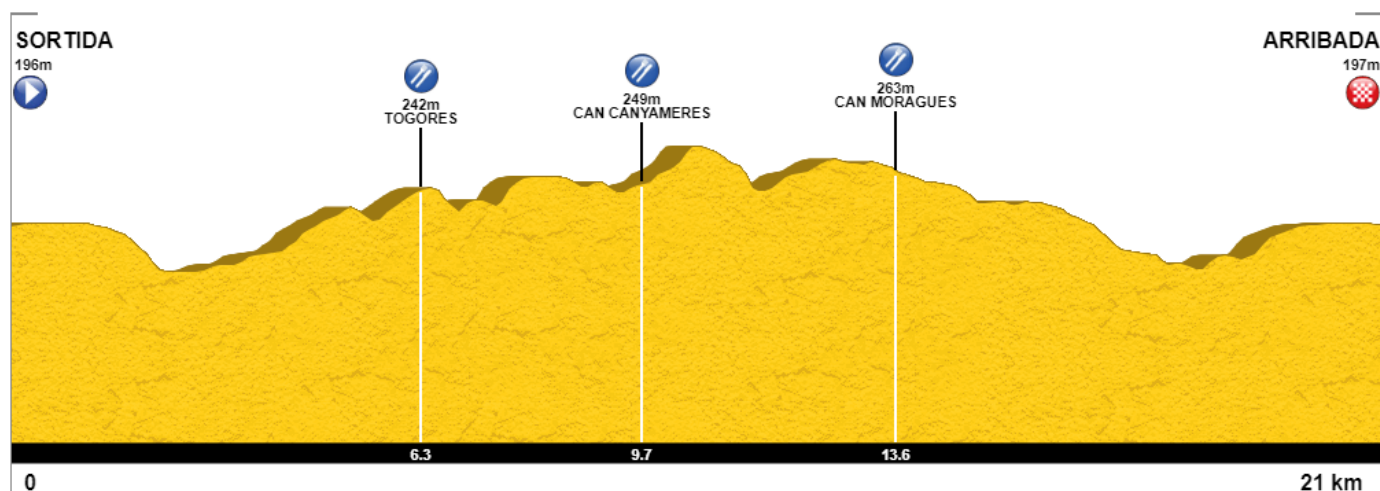 SORTIDA
196m
242m
TOGORES
249m
CAN CANYAMERES
263m
CAN MORAGUES
ARRIBADA
197m
6.3
9.7
13.6
0
21 km